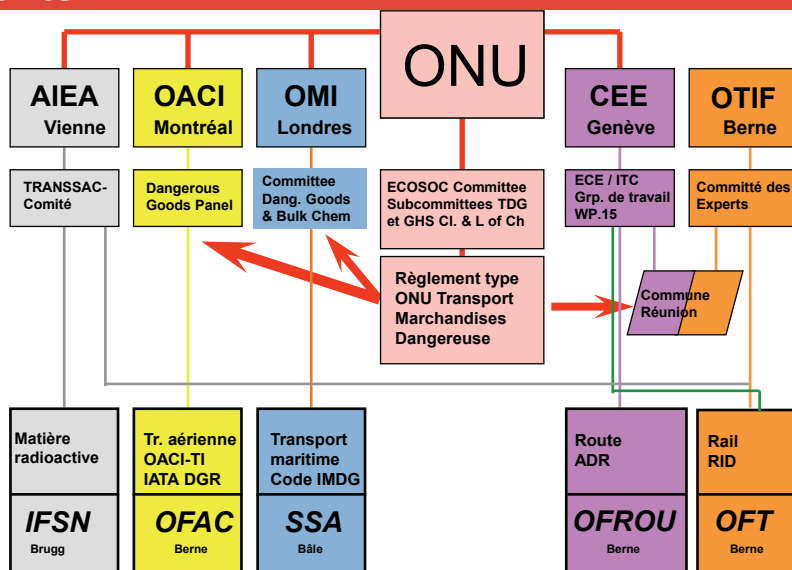 ONU
AIEA
Vienne
OACI
Montréal
OMI
Londres
CEE
Genève
OTIF
Berne
TRANSSAC-
Comité
Dangerous
Goods Panel
Committee
Dang. Goods
& Bulk Chem
ECOSOC Committee
Subcommittees TDG
et GHS Cl. & L of Ch
ECE / ITC
Grp. de travail
WP.15
Committé des
Experts
Règlement type
ONU Transport
Marchandises
Dangereuse
Commune
Réunion
Matière
radioactive
Tr. aérienne
OACI-TI
IATA DGR
Transport
maritime
Code IMDG
Route
ADR
Rail
RID
IFSN
Brugg
OFAC
Berne
SSA
Bâle
OFROU
Berne
OFT
Berne